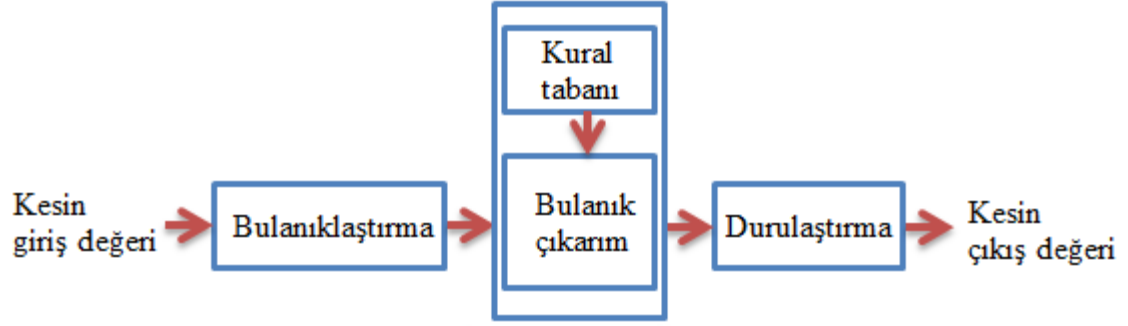 Kural
tabanı
Kesin
giriş değeri
Bulanıklaştırma
Bulanık
çıkarım
Durulaştırma
Kesin
çıkış değeri